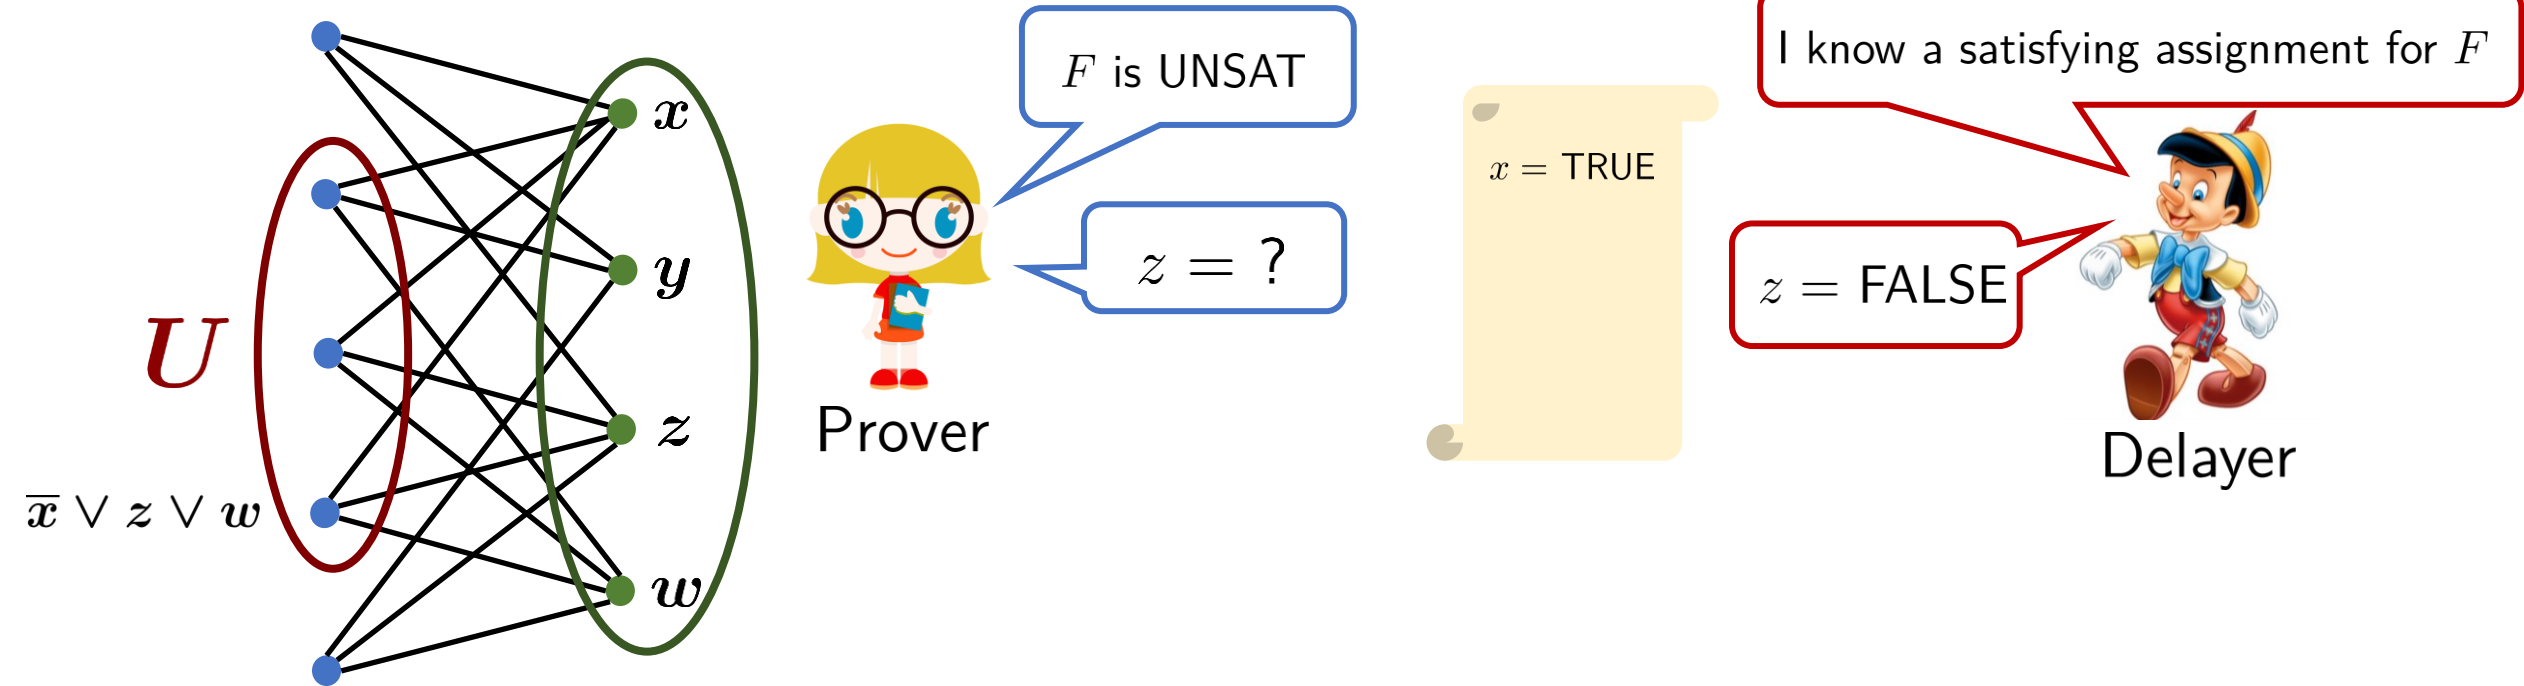 x
y
z
w
U
x̅ ∨ z ∨ w
F is UNSAT
z = ?
Prover
x = TRUE
I know a satisfying assignment for F
z = FALSE
Delayer